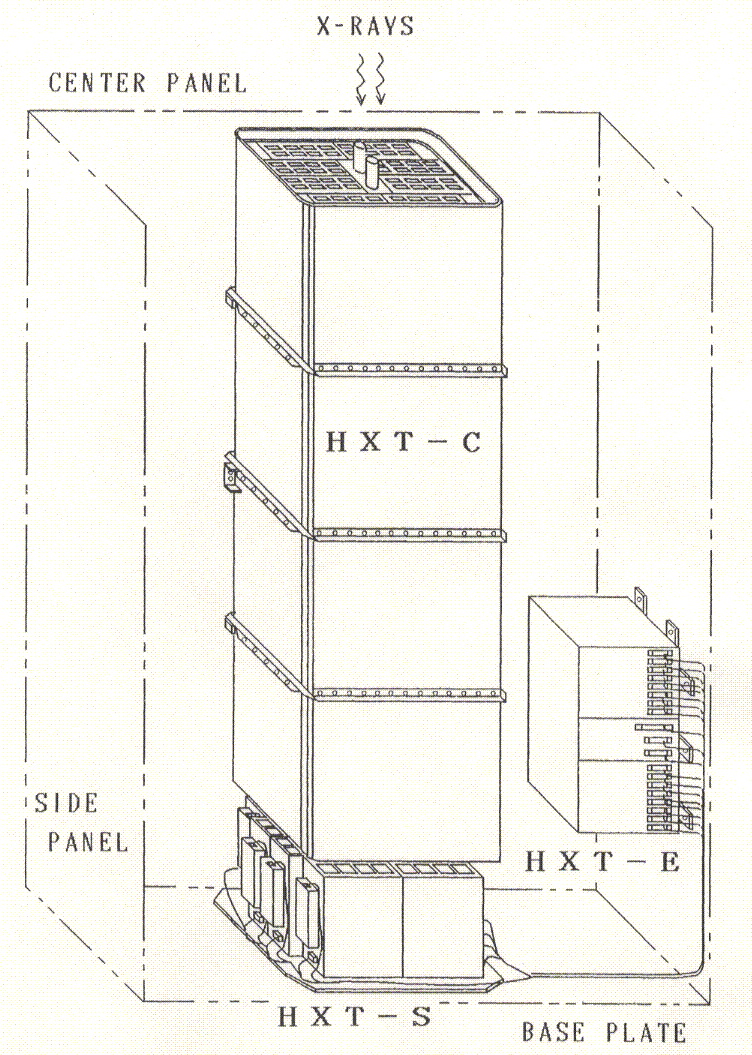 X-RAYS
CENTER PANEL
HXT-C
SIDE
PANEL
HXT-E
HXT-S
BASE PLATE